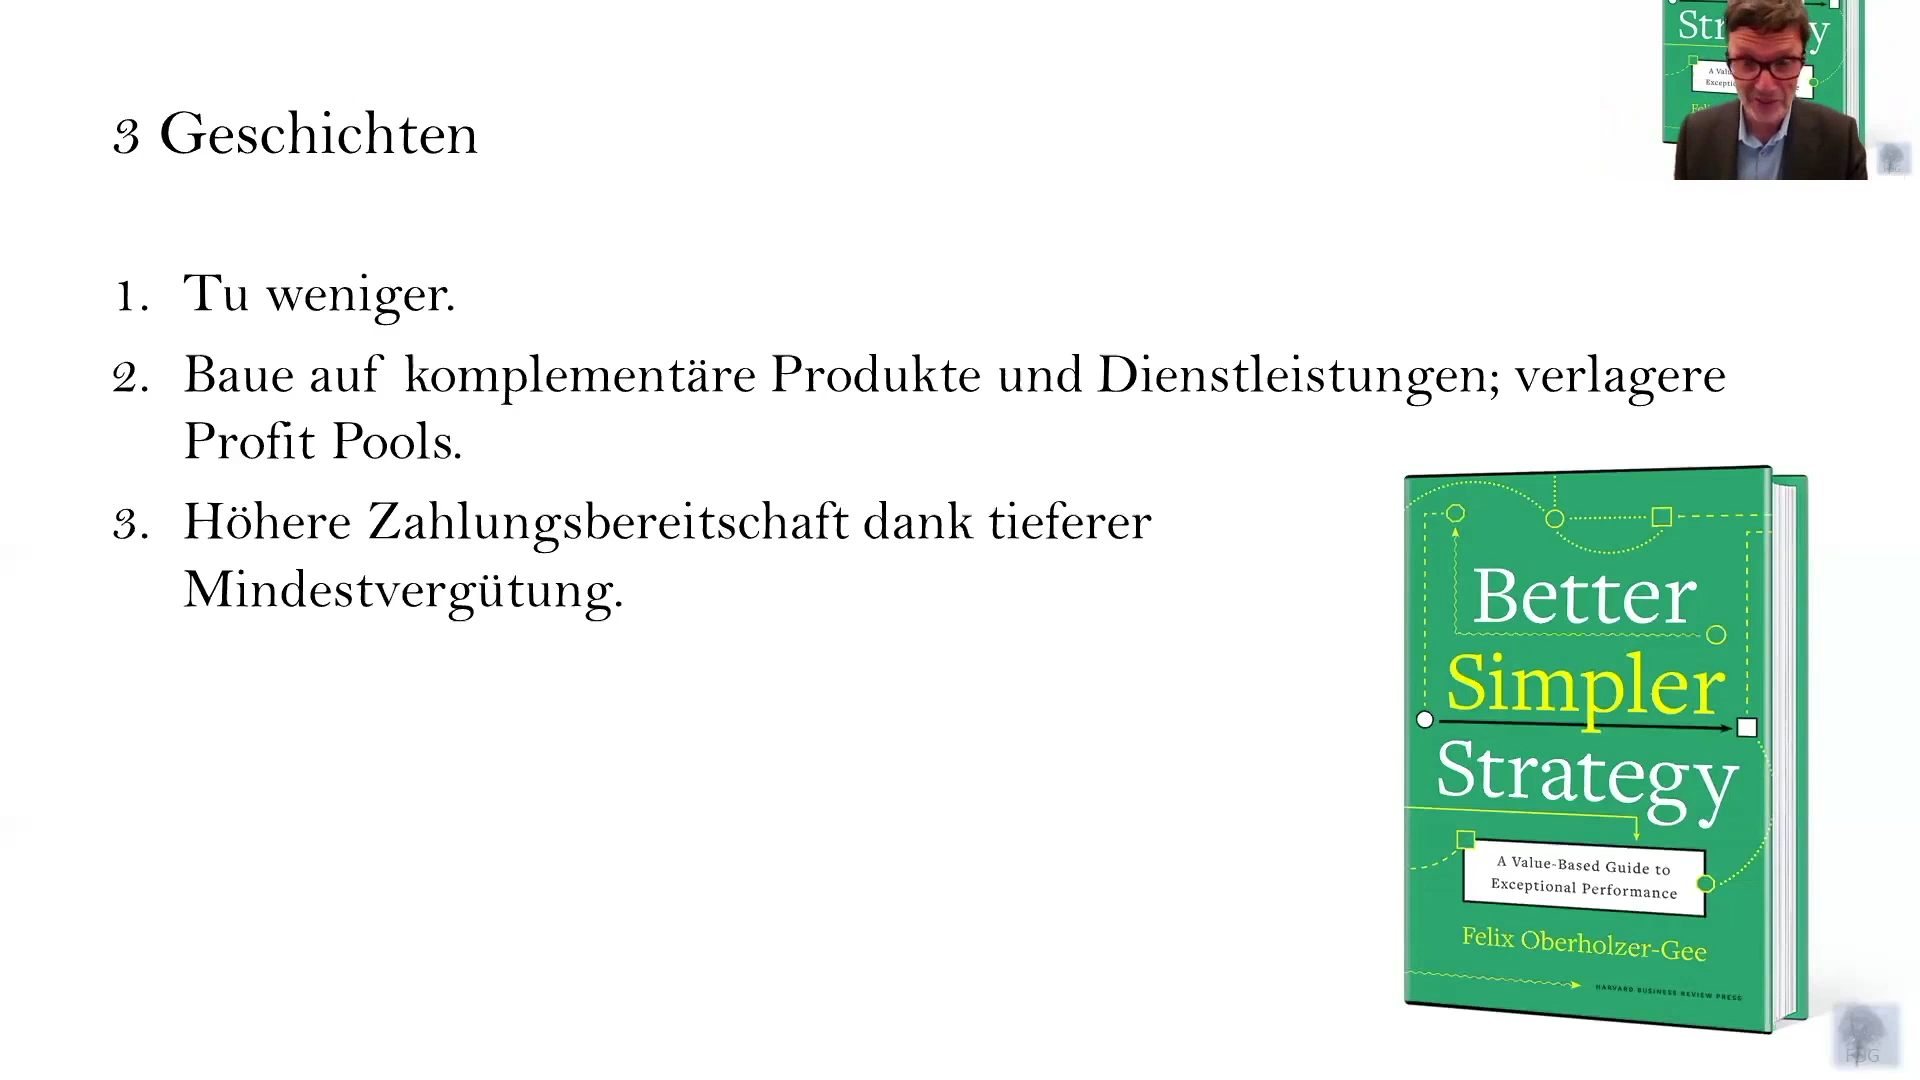 3 Geschichten
1. Tu weniger.
2. Baue auf komplementäre Produkte und Dienstleistungen; verlagere
Profit Pools.
3. Höhere Zahlungsbereitschaft dank tieferer
Mindestvergütung.
Better
Simpler
Strategy
A Value-Based Guide to
Exceptional Performance
Felix Oberholzer-Gee
HARVARD BUSINESS REVIEW PRESS